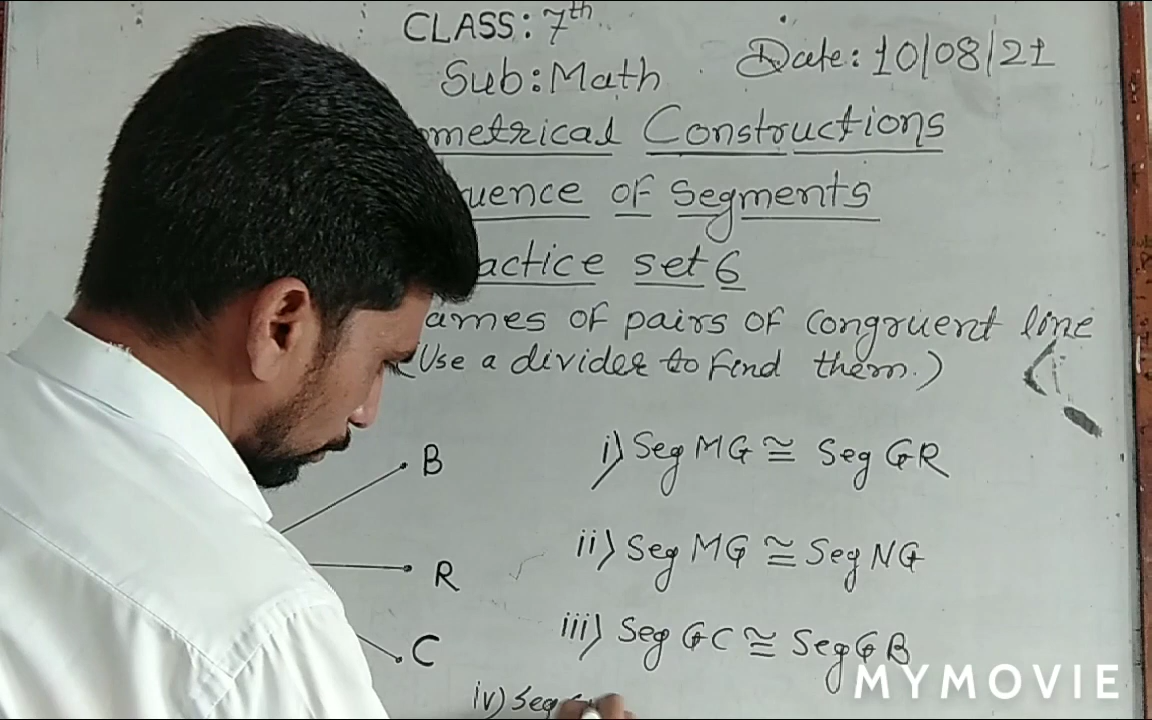 CLASS: 7th
Sub: Math
Date: 10/08/21
ometrical Constructions
uence of Segments
actice set 6
ames of pairs of congruent line
(Use a divider to find them.)
B
R
C
i) Seg MG ≅ Seg GR
ii) Seg MG ≅ Seg NG
iii) Seg GC ≅ Seg GB
iv) Seg
MYMOVIE